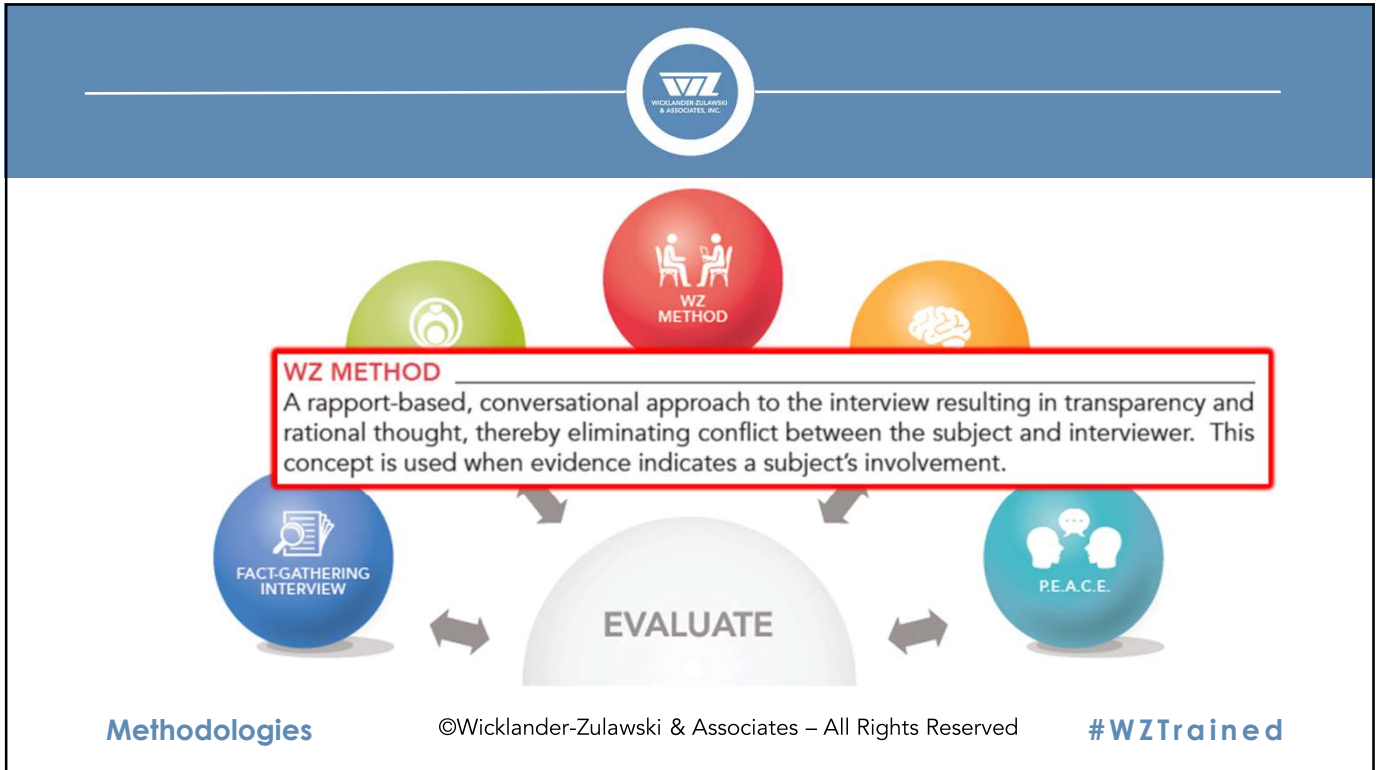 WZ
WICKLANDER-ZULAWSKI
& ASSOCIATES, INC.
WZ
METHOD
WZ METHOD
A rapport-based, conversational approach to the interview resulting in transparency and
rational thought, thereby eliminating conflict between the subject and interviewer. This
concept is used when evidence indicates a subject's involvement.
FACT-GATHERING
INTERVIEW
P.E.A.C.E.
EVALUATE
Methodologies
©Wicklander-Zulawski & Associates – All Rights Reserved
#WZTrained